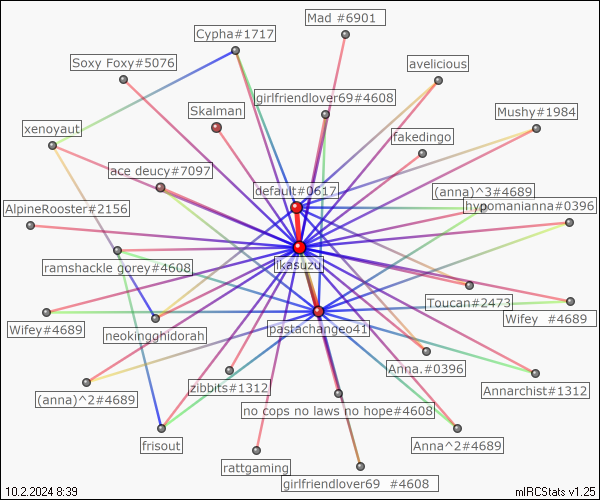 Mad #6901
Cypha#1717
Soxy Foxy#5076
avelicious
girlfriendlover69#4608
Skalman
Mushy#1984
xenoyaut
fakedingo
ace deucy#7097
default#0617
(anna)^3#4689
hypomanianna#0396
AlpineRooster#2156
ikasuzu
ramshackle gorey#4608
Toucan#2473
Wifey #4689
Wifey#4689
neokingghidorah
pastachangeo41
Anna.#0396
zibbits#1312
Annarchist#1312
(anna)^2#4689
no cops no laws no hope#4608
frisout
Anna^2#4689
rattgaming
girlfriendlover69 #4608
10.2.2024 8:39
mIRCStats v1.25